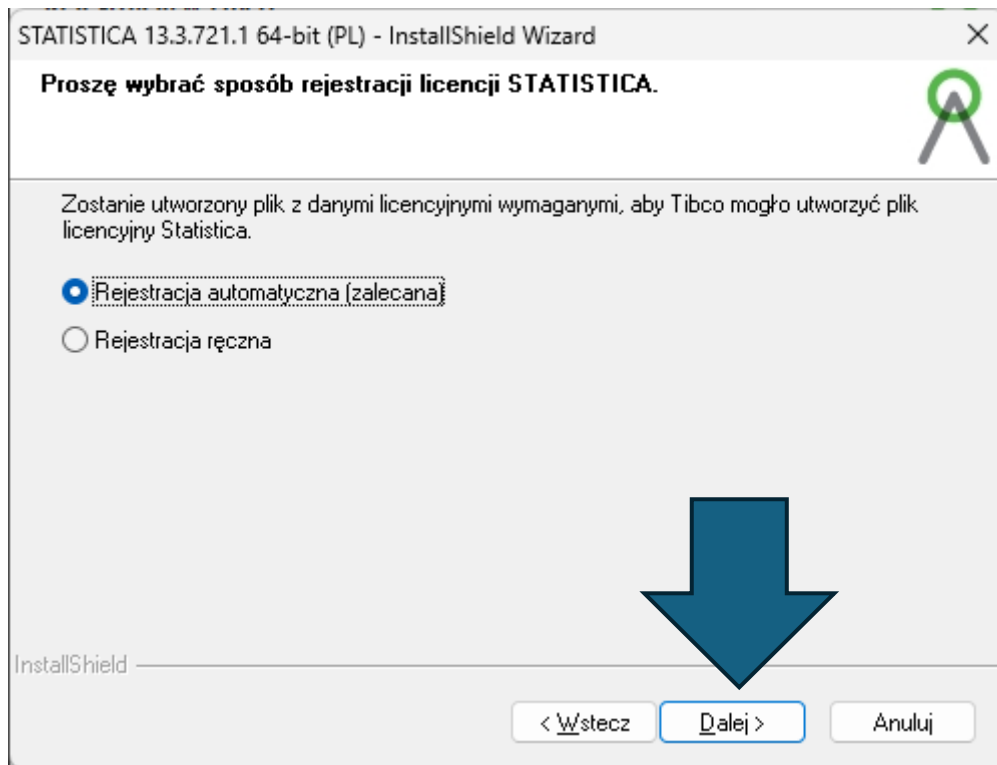 STATISTICA 13.3.721.1 64-bit (PL) - InstallShield Wizard
Proszę wybrać sposób rejestracji licencji STATISTICA.
Zostanie utworzony plik z danymi licencyjnymi wymaganymi, aby Tibco mogło utworzyć plik
licencyjny Statistica.
Rejestracja automatyczna (zalecana)
Rejestracja ręczna
InstallShield
< Wstecz
Dalej >
Anuluj